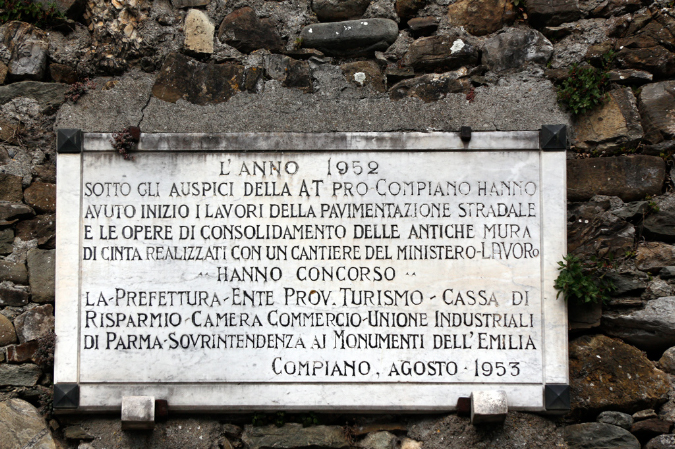 L'ANNO 1952
SOTTO GLI AUSPICI DELLA A.T PRO-COMPIANO HANNO
AVUTO INIZIO I LAVORI DELLA PAVIMENTAZIONE STRADALE
E LE OPERE DI CONSOLIDAMENTO DELLE ANTICHE MURA
DI CINTA REALIZZATI CON UN CANTIERE DEL MINISTERO-LAVORO
-- HANNO CONCORSO --
LA-PREFETTURA-ENTE PROV. TURISMO - CASSA DI
RISPARMIO-CAMERA COMMERCIO-UNIONE INDUSTRIALI
DI PARMA-SOVRINTENDENZA AI MONUMENTI DELL'EMILIA
COMPIANO, AGOSTO - 1953